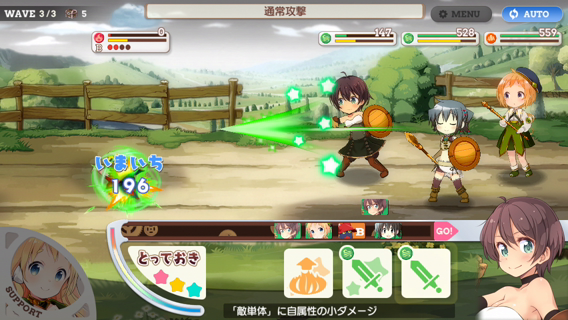 WAVE 3/3 5
通常攻撃
MENU
AUTO
0
B
147
528
559
いまいち
196
B
GO!
とっておき
SUPPORT
「敵単体」に自属性の小ダメージ